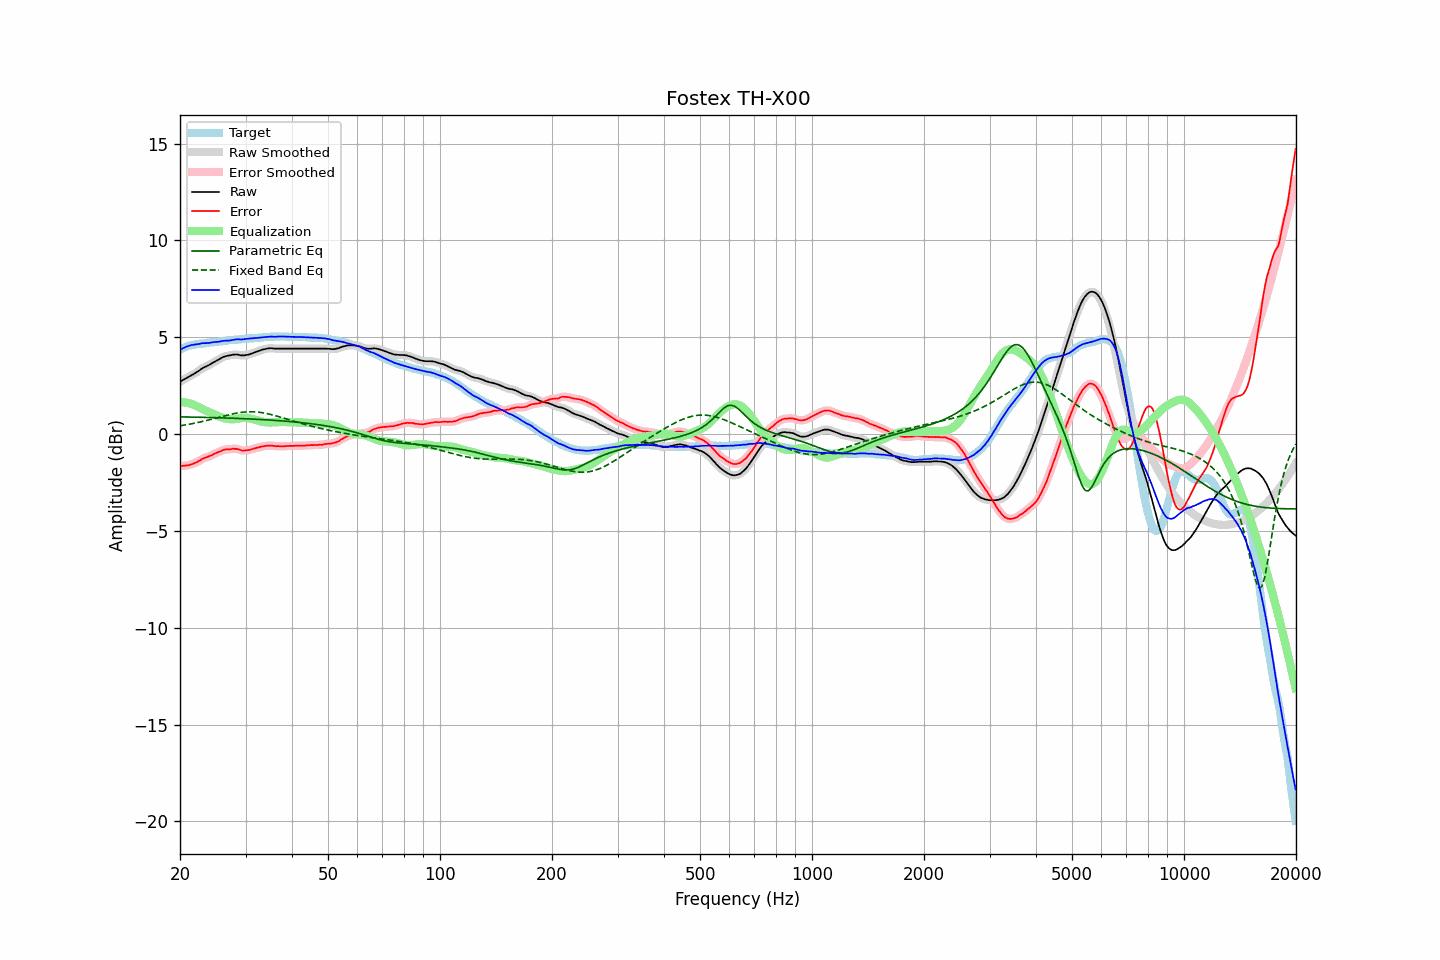 Fostex TH-X00
Target
Raw Smoothed
Error Smoothed
Raw
Error
Equalization
Parametric Eq
Fixed Band Eq
Equalized
15
10
5
0
−5
−10
−15
−20
Amplitude (dBr)
20 50 100 200 500 1000 2000 5000 10000 20000
Frequency (Hz)